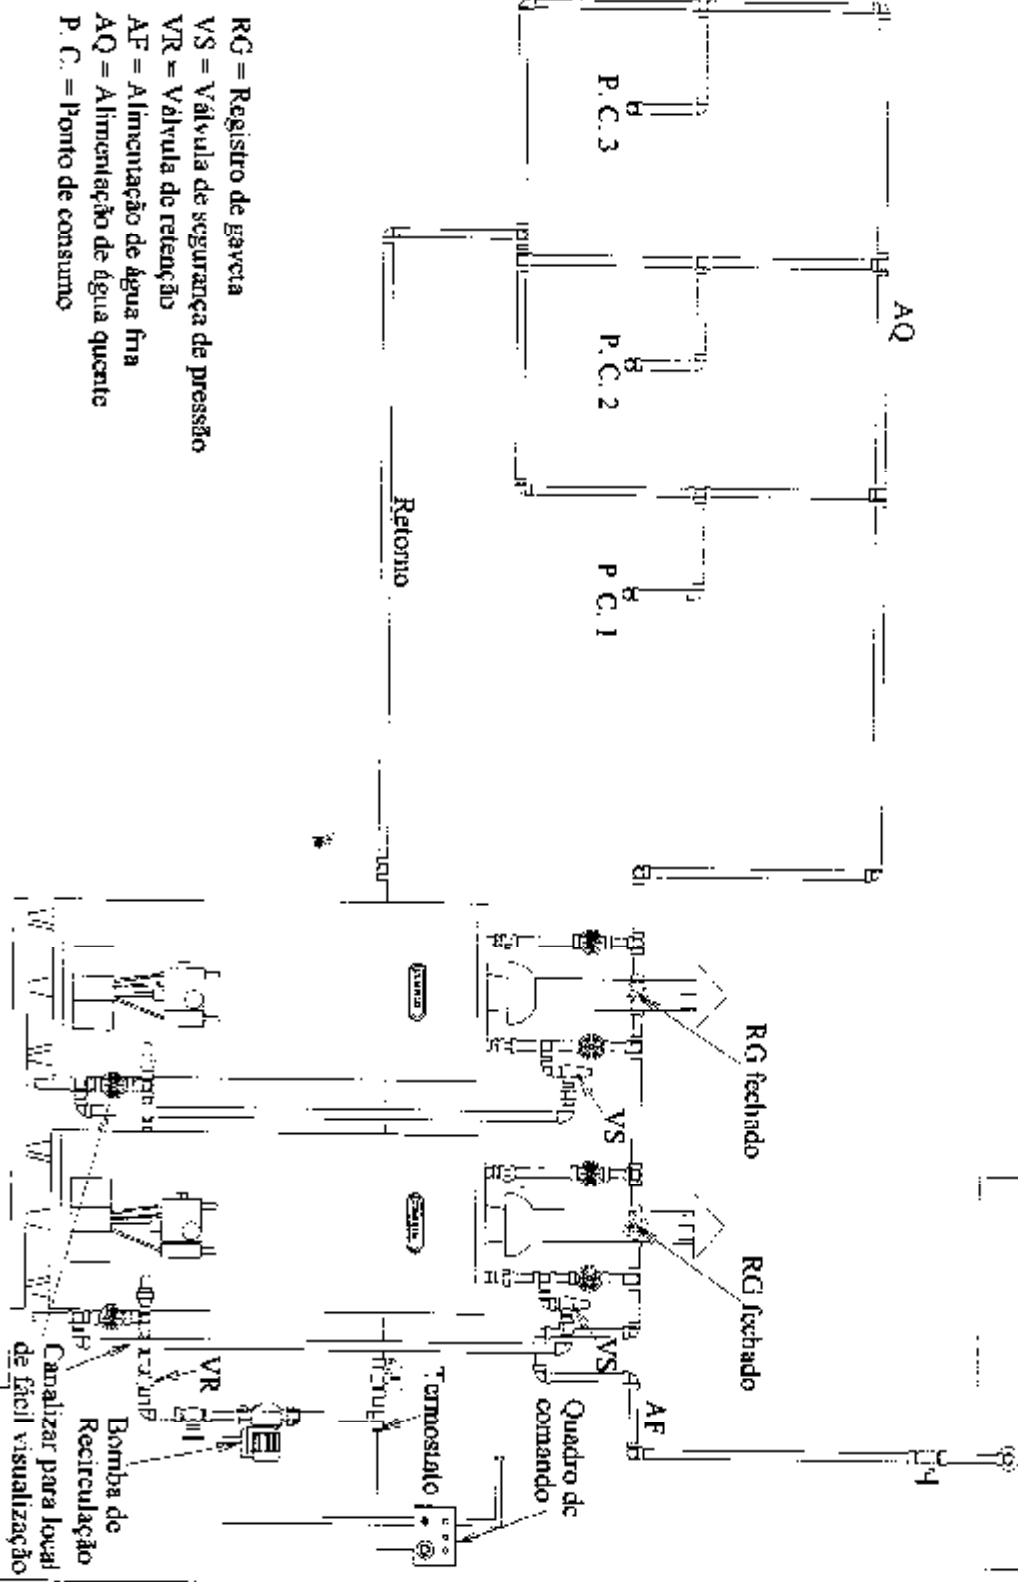 RG = Registro de gaveta
VS = Válvula de segurança de pressão
VR = Válvula de retenção
AF = Alimentação de água fria
AQ = Alimentação de água quente
P. C. = Ponto de consumo
AQ
P. C. 3
P. C. 2
P. C. 1
Retorno
RG fechado
RG fechado
VS
VS
AF
Quadro de
comando
Termostato
VR
Bomba de
Recirculação
Canalizar para local
de fácil visualização